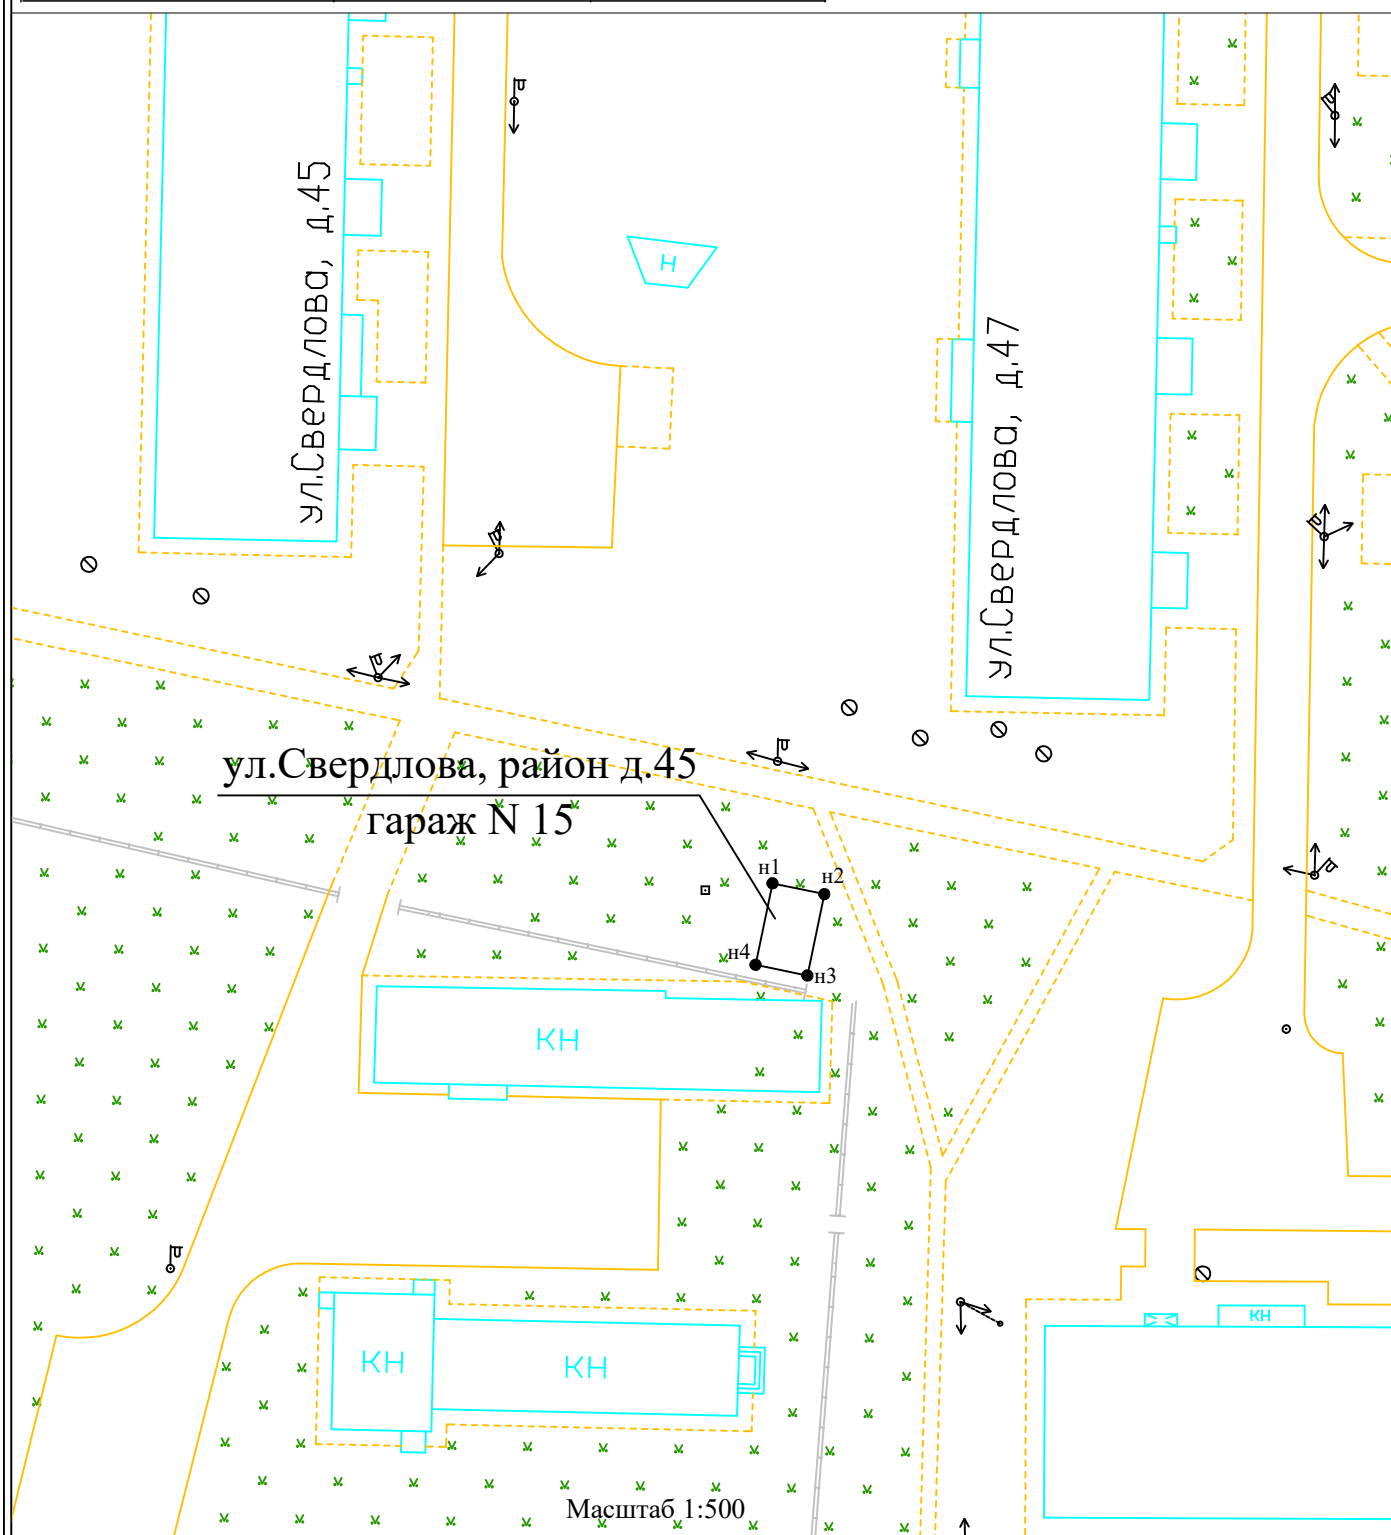 ул.Свердлова, д.45
Н
ул.Свердлова, д.47
ул.Свердлова, район д.45
гараж N 15
н1
н2
н4
н3
КН
КН
КН
КН
Масштаб 1:500